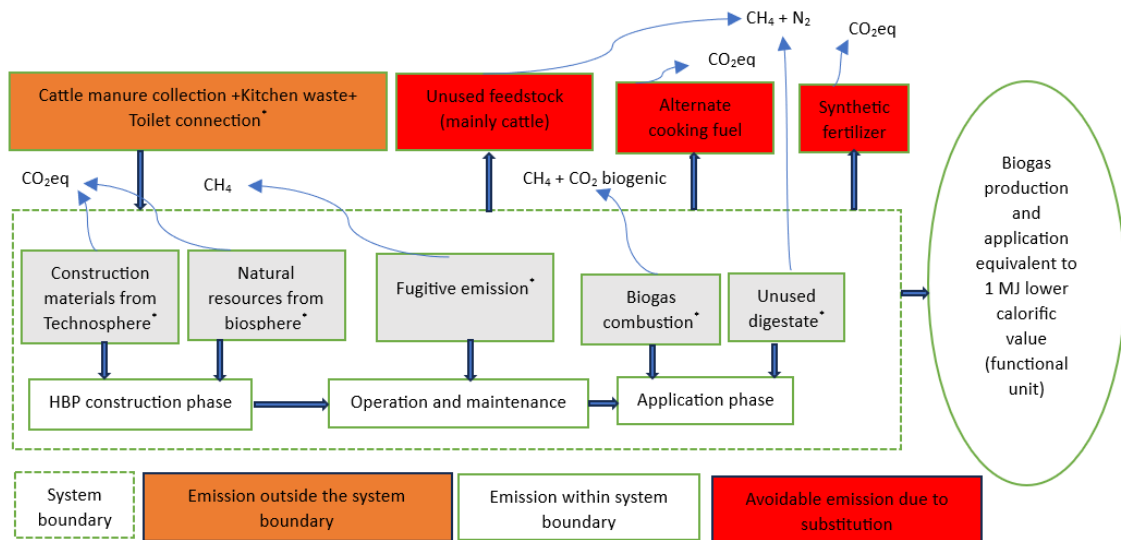 CH₄ + N₂
CO₂eq
CO₂eq
Cattle manure collection +Kitchen waste+
Toilet connection*
Unused feedstock
(mainly cattle)
Alternate
cooking fuel
Synthetic
fertilizer
CO₂eq
CH₄
CH₄ + CO₂ biogenic
Construction
materials from
Technosphere*
Natural
resources from
biosphere*
Fugitive emission*
Biogas
combustion*
Unused
digestate*
HBP construction phase
Operation and maintenance
Application phase
Biogas
production
and
application
equivalent to
1 MJ lower
calorific
value
(functional
unit)
System
boundary
Emission outside the system
boundary
Emission within system
boundary
Avoidable emission due to
substitution